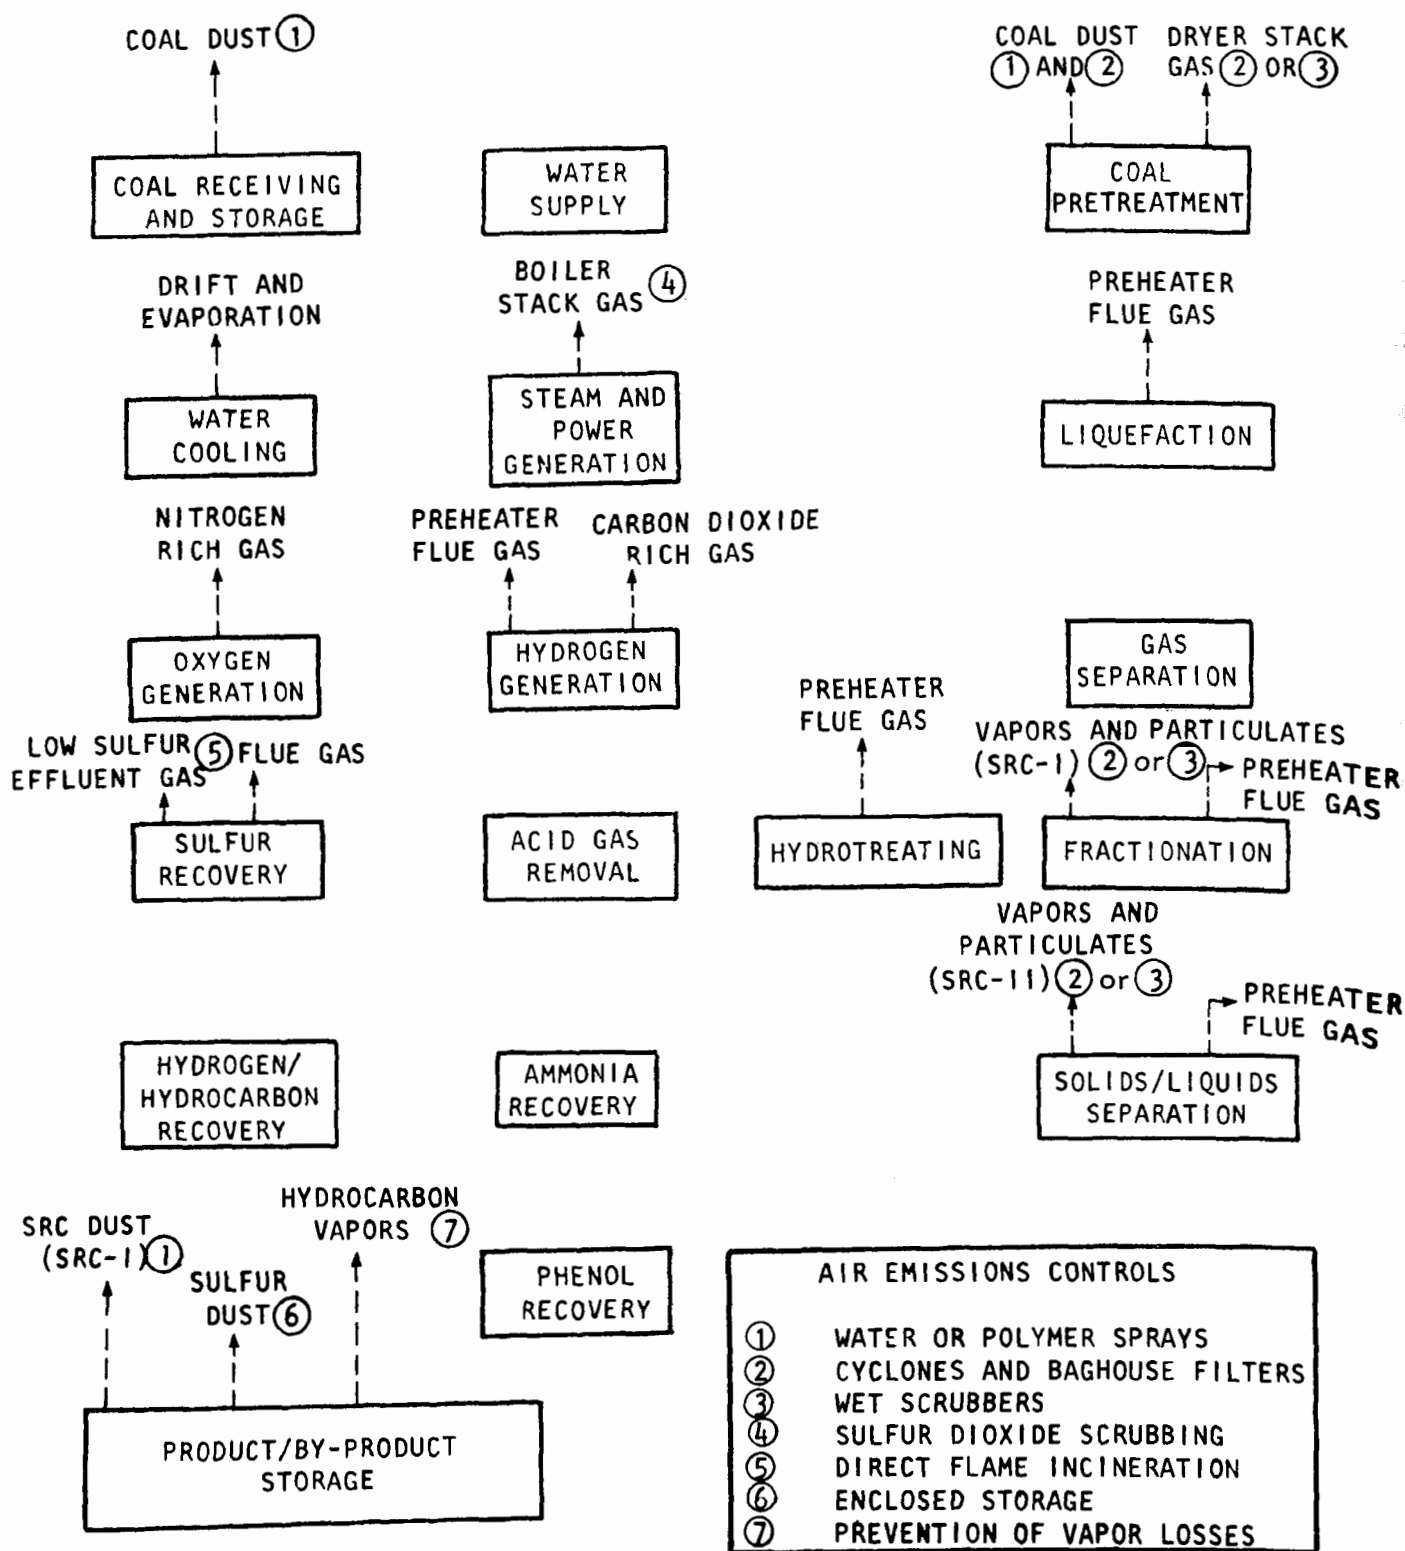 COAL DUST ①
COAL RECEIVING
AND STORAGE
WATER
SUPPLY
COAL DUST
① AND ②
DRYER STACK
GAS ② OR ③
COAL
PRETREATMENT
DRIFT AND
EVAPORATION
WATER
COOLING
BOILER
STACK GAS ④
STEAM AND
POWER
GENERATION
PREHEATER
FLUE GAS
LIQUEFACTION
NITROGEN
RICH GAS
OXYGEN
GENERATION
PREHEATER
FLUE GAS
CARBON DIOXIDE
RICH GAS
HYDROGEN
GENERATION
GAS
SEPARATION
LOW SULFUR
EFFLUENT GAS ⑤
FLUE GAS
SULFUR
RECOVERY
ACID GAS
REMOVAL
PREHEATER
FLUE GAS
HYDROTREATING
VAPORS AND PARTICULATES
(SRC-I) ② or ③
PREHEATER
FLUE GAS
FRACTIONATION
VAPORS AND
PARTICULATES
(SRC-II) ② or ③
PREHEATER
FLUE GAS
SOLIDS/LIQUIDS
SEPARATION
HYDROGEN/
HYDROCARBON
RECOVERY
AMMONIA
RECOVERY
SRC DUST
(SRC-I) ①
SULFUR
DUST ⑥
HYDROCARBON
VAPORS ⑦
PHENOL
RECOVERY
PRODUCT/BY-PRODUCT
STORAGE
AIR EMISSIONS CONTROLS
① WATER OR POLYMER SPRAYS
② CYCLONES AND BAGHOUSE FILTERS
③ WET SCRUBBERS
④ SULFUR DIOXIDE SCRUBBING
⑤ DIRECT FLAME INCINERATION
⑥ ENCLOSED STORAGE
⑦ PREVENTION OF VAPOR LOSSES